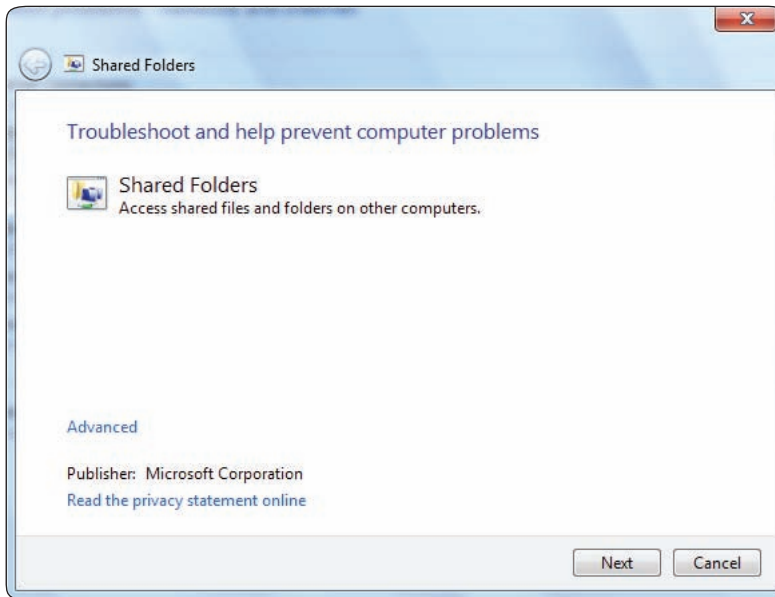 Shared Folders
Troubleshoot and help prevent computer problems
Shared Folders
Access shared files and folders on other computers.
Advanced
Publisher: Microsoft Corporation
Read the privacy statement online
Next
Cancel